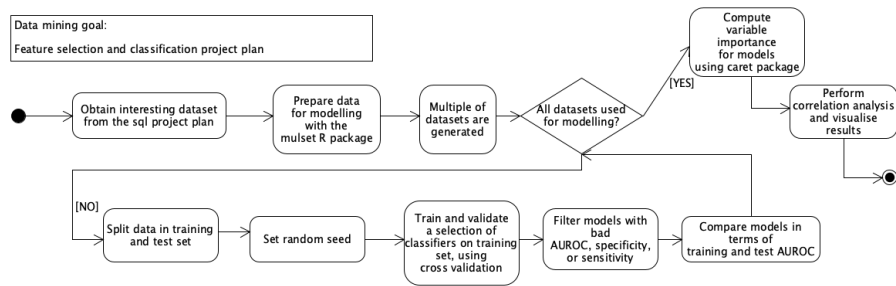 Data mining goal:
Feature selection and classification project plan
Obtain interesting dataset
from the sql project plan
Prepare data
for modelling
with the
mulset R package
Multiple of
datasets are
generated
All datasets used
for modelling?
[YES]
Compute
variable
importance
for models
using caret package
Perform
correlation analysis
and visualise
results
[NO]
Split data in training
and test set
Set random seed
Train and validate
a selection of
classifiers on training
set, using
cross validation
Filter models with
bad
AUROC, specificity,
or sensitivity
Compare models in
terms of
training and test AUROC